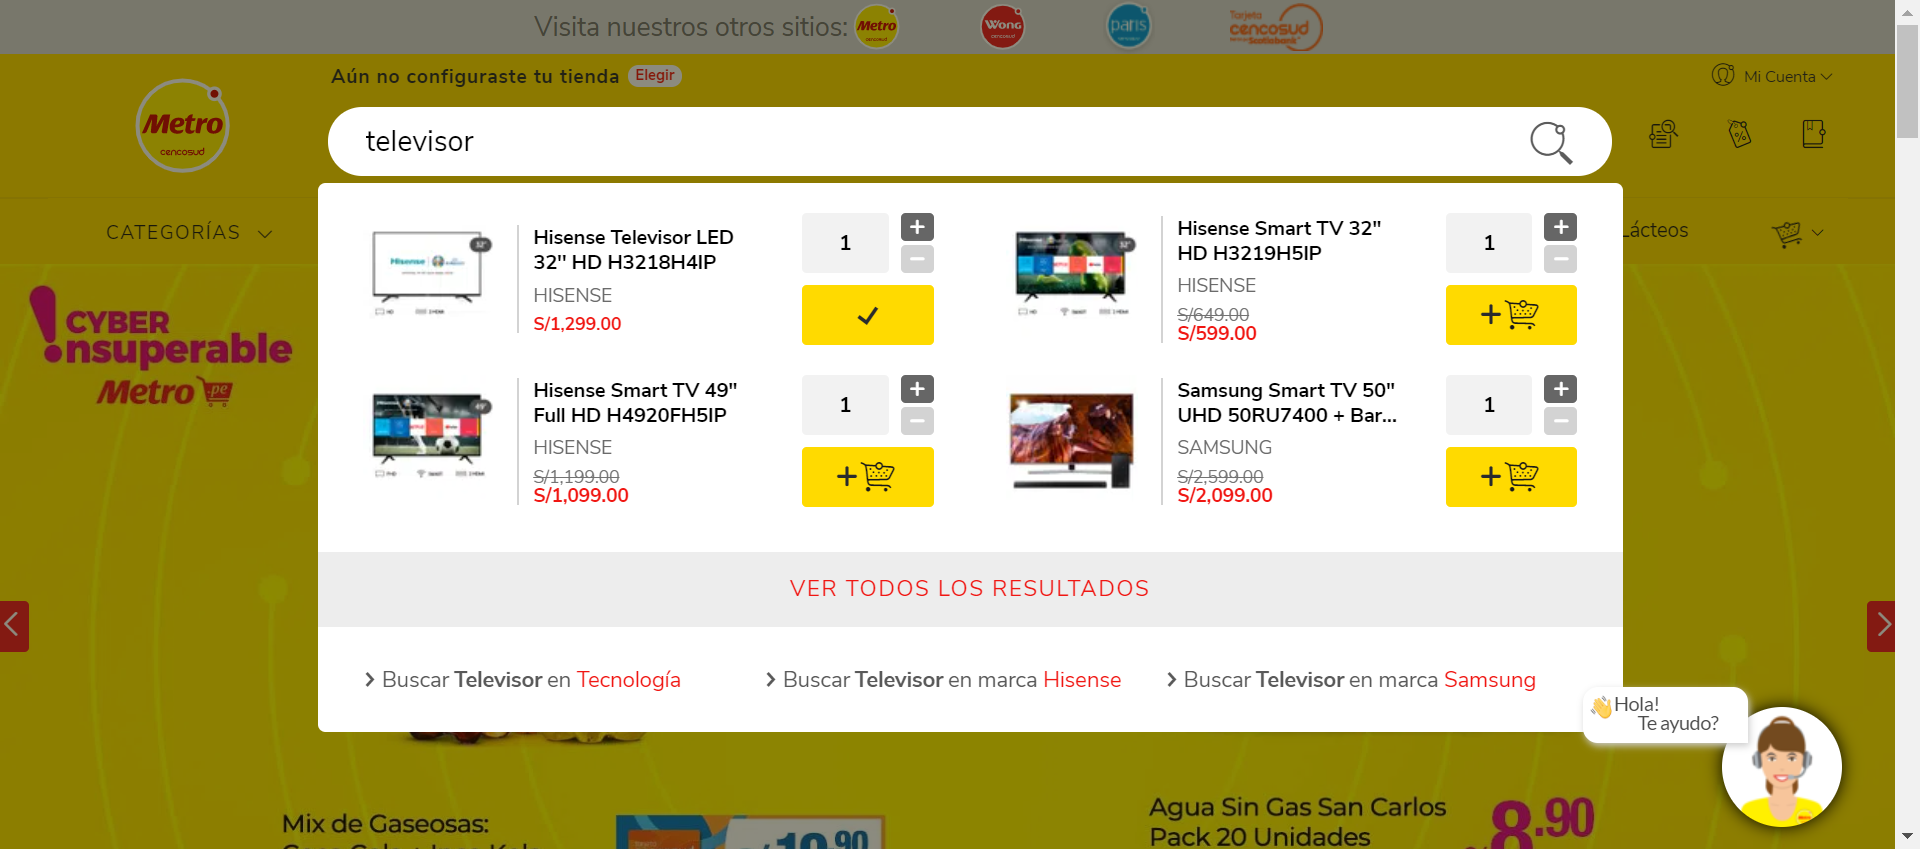 Visita nuestros otros sitios:
Metro
cencosud
Wong
cencosud
paris
cencosud
Tarjeta
cencosud
Scotiabank
Aún no configuraste tu tienda
Elegir
Mi Cuenta
Metro
cencosud
televisor
CATEGORÍAS
Lácteos
Hisense Televisor LED
32'' HD H3218H4IP
HISENSE
S/1,299.00
1
+
−
Hisense Smart TV 32"
HD H3219H5IP
HISENSE
S/649.00
S/599.00
1
+
−
+
Hisense Smart TV 49"
Full HD H4920FH5IP
HISENSE
S/1,199.00
S/1,099.00
1
+
−
+
Samsung Smart TV 50"
UHD 50RU7400 + Bar...
SAMSUNG
S/2,599.00
S/2,099.00
1
+
−
+
CYBER
!nsuperable
Metro.pe
VER TODOS LOS RESULTADOS
Buscar Televisor en Tecnología
Buscar Televisor en marca Hisense
Buscar Televisor en marca Samsung
Hola!
Te ayudo?
Mix de Gaseosas:
Agua Sin Gas San Carlos
Pack 20 Unidades
8.90